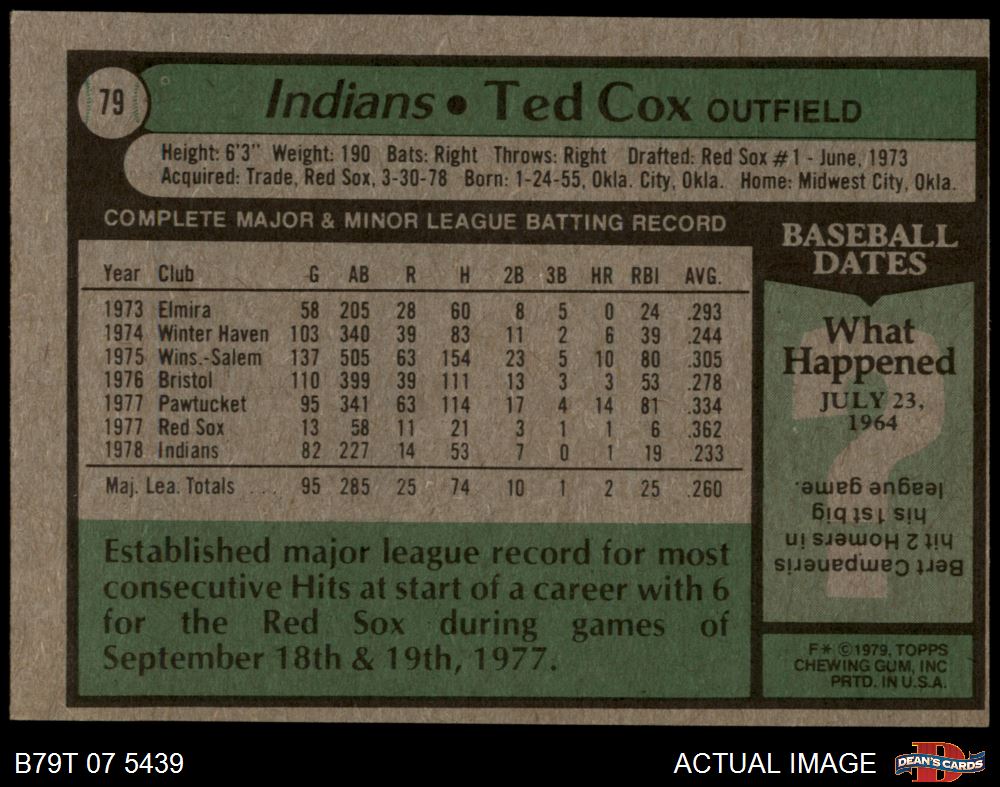 79
Indians • Ted Cox OUTFIELD
Height: 6'3" Weight: 190 Bats: Right Throws: Right Drafted: Red Sox #1 - June, 1973
Acquired: Trade, Red Sox, 3-30-78 Born: 1-24-55, Okla. City, Okla. Home: Midwest City, Okla.
COMPLETE MAJOR & MINOR LEAGUE BATTING RECORD
Year Club G AB R H 2B 3B HR RBI AVG.
1973 Elmira 58 205 28 60 8 5 0 24 .293
1974 Winter Haven 103 340 39 83 11 2 6 39 .244
1975 Wins.-Salem 137 505 63 154 23 5 10 80 .305
1976 Bristol 110 399 39 111 13 3 3 53 .278
1977 Pawtucket 95 341 63 114 17 4 14 81 .334
1977 Red Sox 13 58 11 21 3 1 1 6 .362
1978 Indians 82 227 14 53 7 0 1 19 .233
Maj. Lea. Totals .... 95 285 25 74 10 1 2 25 .260
Established major league record for most
consecutive Hits at start of a career with 6
for the Red Sox during games of
September 18th & 19th, 1977.
BASEBALL
DATES
What
Happened
JULY 23,
1964
Bert Campaneris
hit 2 Homers in
his 1st big
league game.
F* ©1979, TOPPS
CHEWING GUM, INC
PRTD. IN U.S.A.
B79T 07 5439
ACTUAL IMAGE
D
DEAN'S CARDS